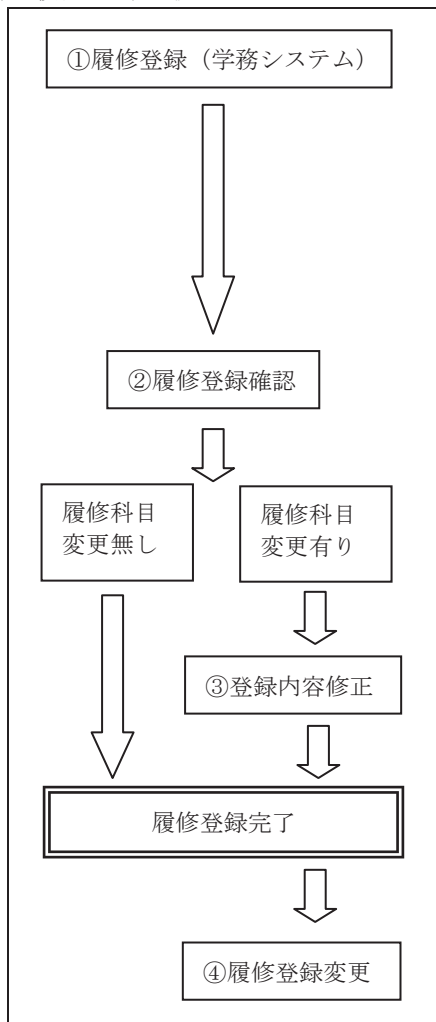 ①履修登録（学務システム）
②履修登録確認
履修科目
変更無し
履修科目
変更有り
③登録内容修正
履修登録完了
④履修登録変更